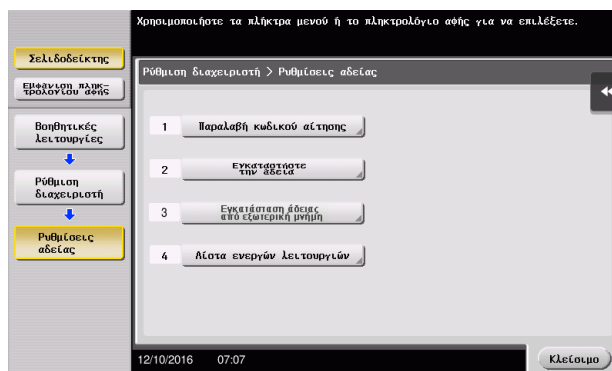 Χρησιμοποιήστε τα πλήκτρα μενού ή το πληκτρολόγιο αφής για να επιλέξετε.
Σελιδοδείκτης
Εμφάνιση πληκ-
τρολογίου αφής
Ρύθμιση διαχειριστή > Ρυθμίσεις αδείας
Βοηθητικές
λειτουργίες
Ρύθμιση
διαχειριστή
Ρυθμίσεις
αδείας
1 Παραλαβή κωδικού αίτησης
2 Εγκαταστήστε
την άδεια
3 Εγκατάσταση άδειας
από εξωτερική μνήμη
4 Λίστα ενεργών λειτουργιών
12/10/2016 07:07
Κλείσιμο